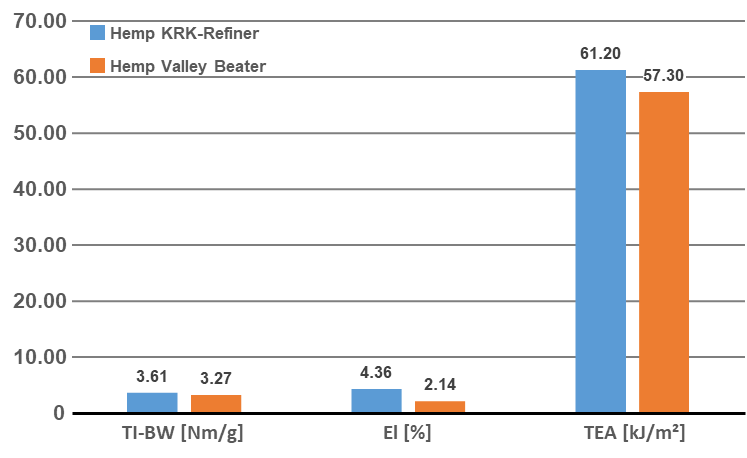 70.00
Hemp KRK-Refiner
61.20
60.00
Hemp Valley Beater
57.30
50.00
40.00
30.00
20.00
10.00
3.61
3.27
4.36
2.14
0
TI-BW [Nm/g]
El [%]
TEA [kJ/m²]